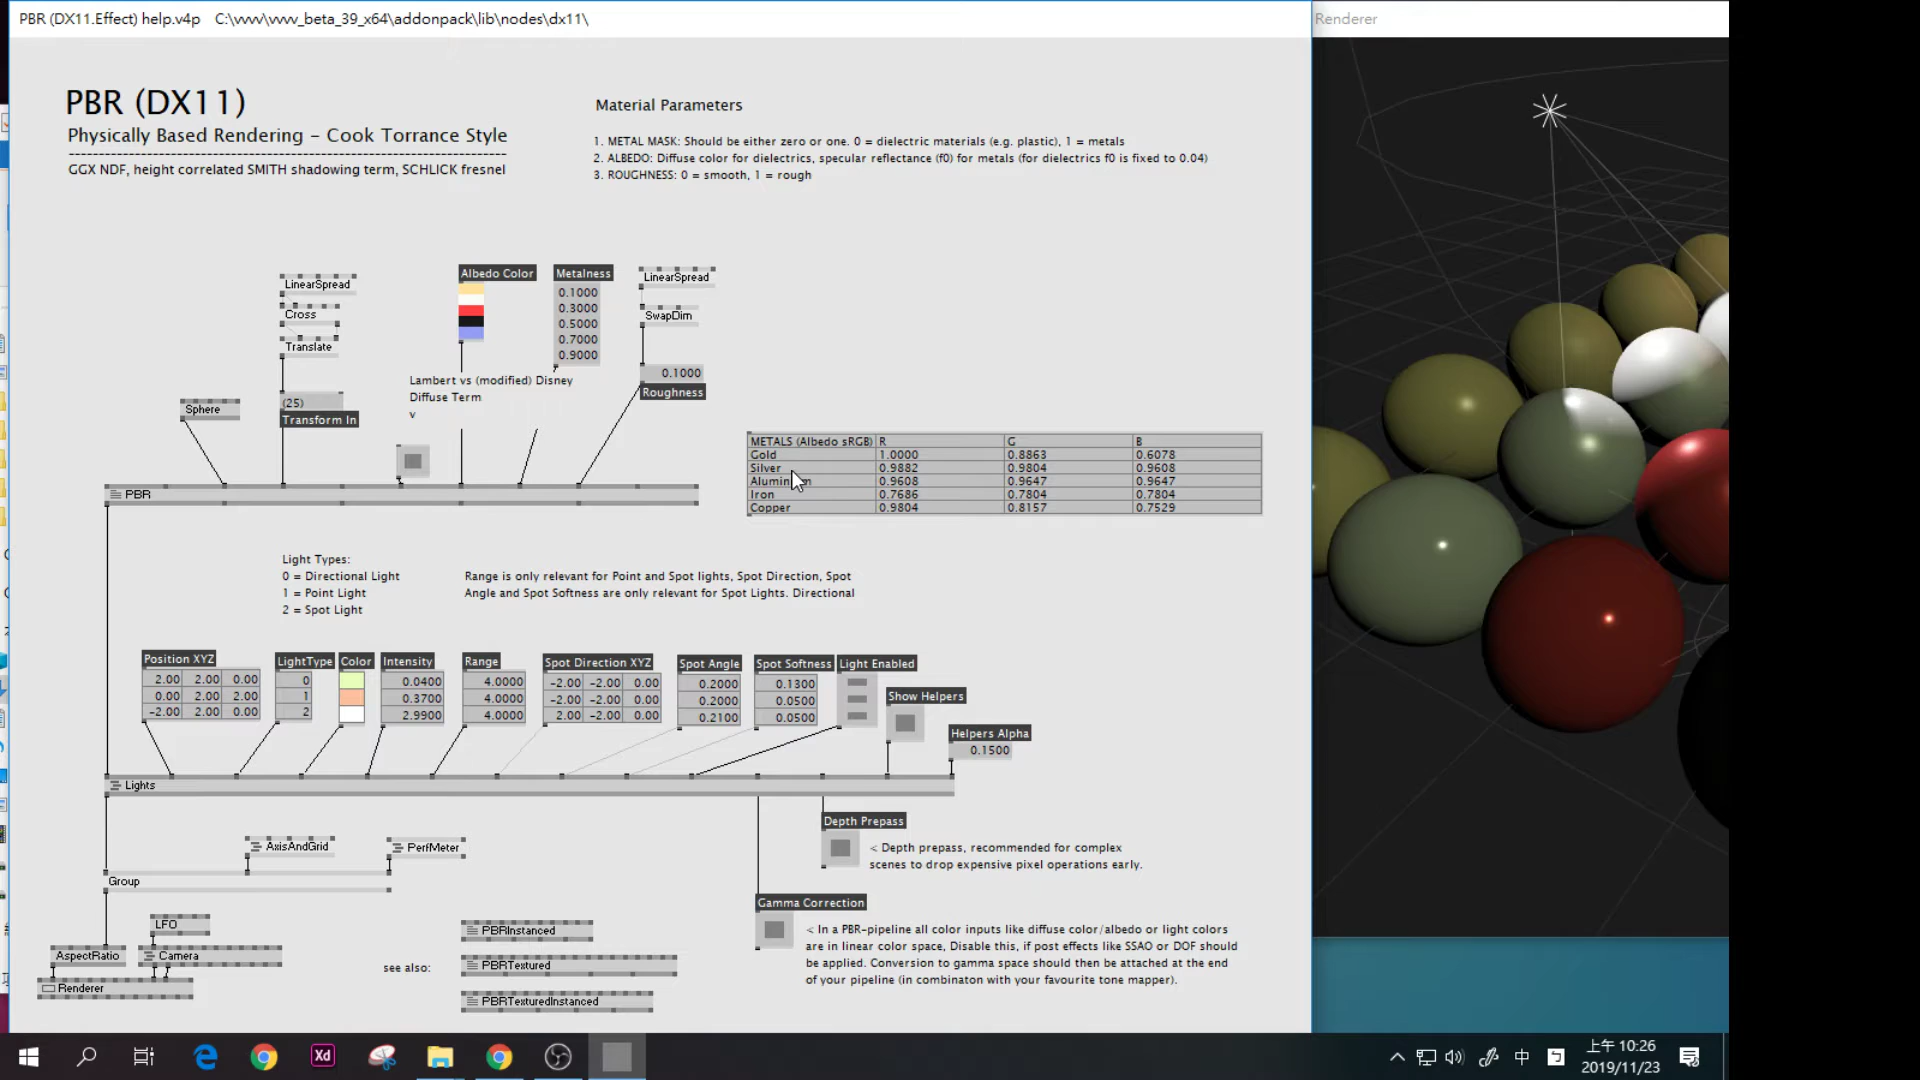 PBR (DX11.Effect) help.v4p C:\vvvv\vvvv_beta_39_x64\addonpack\lib\nodes\dx11\
Renderer
PBR (DX11)
Physically Based Rendering - Cook Torrance Style
GGX NDF, height correlated SMITH shadowing term, SCHLICK fresnel
Material Parameters
1. METAL MASK: Should be either zero or one. 0 = dielectric materials (e.g. plastic), 1 = metals
2. ALBEDO: Diffuse color for dielectrics, specular reflectance (f0) for metals (for dielectrics f0 is fixed to 0.04)
3. ROUGHNESS: 0 = smooth, 1 = rough
LinearSpread
Cross
Translate
(25)
Transform In
Sphere
Albedo Color
Metalness
0.1000
0.3000
0.5000
0.7000
0.9000
LinearSpread
SwapDim
0.1000
Roughness
Lambert vs (modified) Disney
Diffuse Term
v
PBR
METALS (Albedo sRGB) R G B
Gold 1.0000 0.8863 0.6078
Silver 0.9882 0.9804 0.9608
0.9608 0.9647 0.9647
Iron 0.7686 0.7804 0.7804
Copper 0.9804 0.8157 0.7529
Light Types:
0 = Directional Light
1 = Point Light
2 = Spot Light
Range is only relevant for Point and Spot lights, Spot Direction, Spot
Angle and Spot Softness are only relevant for Spot Lights. Directional
Position XYZ LightType Color Intensity Range Spot Direction XYZ Spot Angle Spot Softness Light Enabled
2.00 2.00 0.00 0 0.0400 4.0000 -2.00 -2.00 0.00 0.2000 0.1300
0.00 2.00 2.00 1 0.3700 4.0000 -2.00 -2.00 0.00 0.2000 0.0500
-2.00 2.00 0.00 2 2.9900 4.0000 2.00 -2.00 0.00 0.2100 0.0500
Show Helpers
Helpers Alpha
0.1500
Lights
Depth Prepass
< Depth prepass, recommended for complex
scenes to drop expensive pixel operations early.
AxisAndGrid
PerfMeter
Group
Gamma Correction
< In a PBR-pipeline all color inputs like diffuse color/albedo or light colors
are in linear color space, Disable this, if post effects like SSAO or DOF should
be applied. Conversion to gamma space should then be attached at the end
of your pipeline (in combinaton with your favourite tone mapper).
LFO
AspectRatio
Camera
Renderer
see also:
PBRInstanced
PBRTextured
PBRTexturedInstanced
Xd
中
上午 10:26
2019/11/23